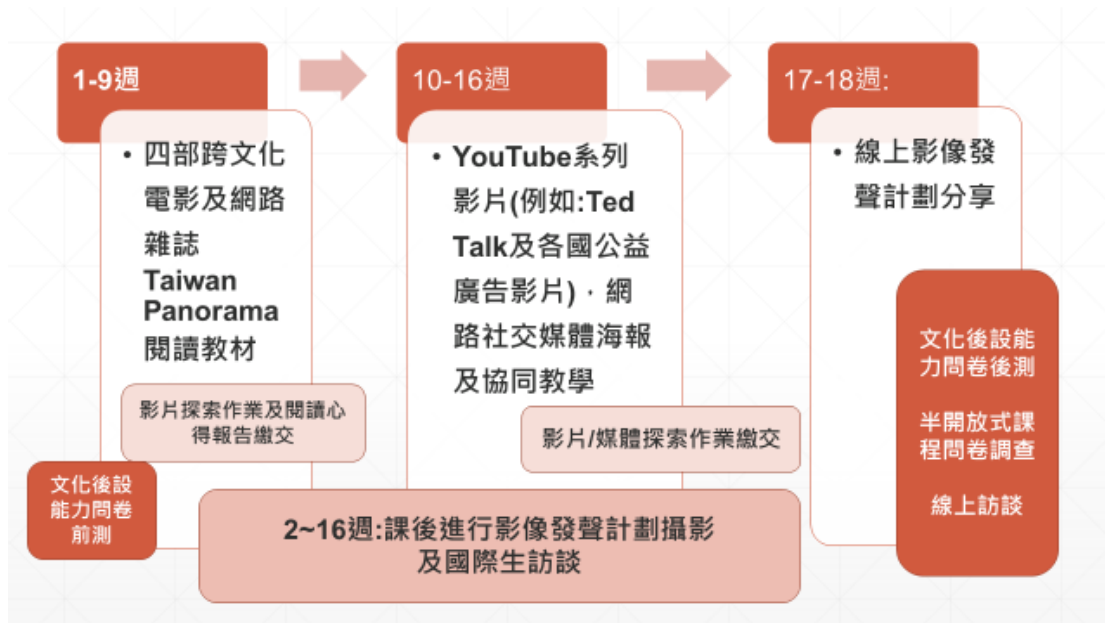 1-9週
• 四部跨文化
電影及網路
雜誌
Taiwan
Panorama
閱讀教材
影片探索作業及閱讀心
得報告繳交
文化後設
能力問卷
前測
10-16週
• YouTube系列
影片(例如:Ted
Talk及各國公益
廣告影片)，網
路社交媒體海報
及協同教學
影片/媒體探索作業繳交
2~16週:課後進行影像發聲計劃攝影
及國際生訪談
17-18週:
• 線上影像發
聲計劃分享
文化後設能
力問卷後測
半開放式課
程問卷調查
線上訪談